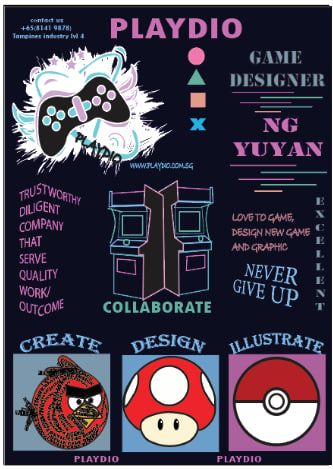 contact us
+65(8141 9878)
Tampines industry lvl 4
PLAYDIO
GAME
DESIGNER
NG
YUYAN
PLAYDIO
WWW.PLAYDIO.COM.SG
TRUSTWORTHY
DILIGENT
COMPANY
THAT
SERVE
QUALITY
WORK/
OUTCOME
COLLABORATE
LOVE TO GAME,
DESIGN NEW GAME
AND GRAPHIC
NEVER
GIVE UP
EXCELLENT
CREATE
DESIGN
ILLUSTRATE
PLAYDIO
PLAYDIO